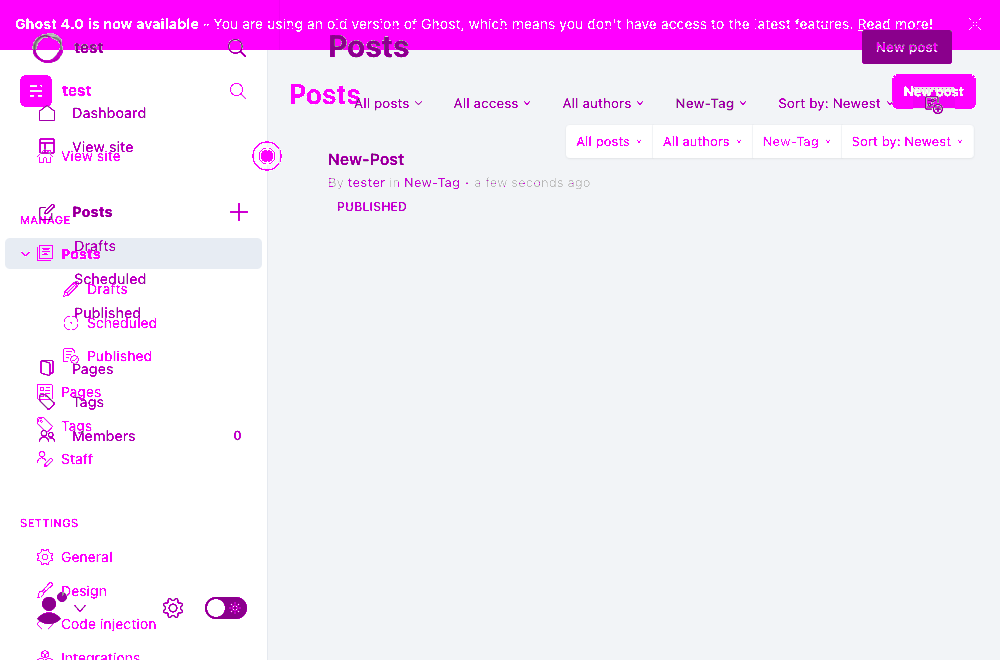 Ghost 4.0 is now available - You are using an old version of Ghost, which means you don't have access to the latest features. Read more!
test
Posts
New post
test
Posts
New post
All posts
All access
All authors
New-Tag
Sort by: Newest
Dashboard
View site
View site
All posts
All authors
New-Tag
Sort by: Newest
New-Post
By tester in New-Tag • a few seconds ago
PUBLISHED
Posts
MANAGE
Drafts
Posts
Scheduled
Drafts
Published
Scheduled
Published
Pages
Pages
Tags
Tags
Members
0
Staff
SETTINGS
General
Design
Code injection
Integrations